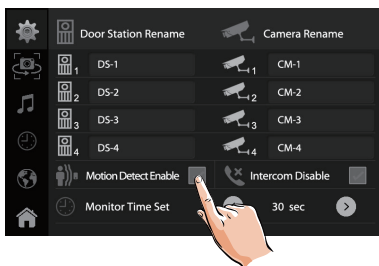 Door Station Rename Camera Rename
1 DS-1 1 CM-1
2 DS-2 2 CM-2
3 DS-3 3 CM-3
4 DS-4 4 CM-4
Motion Detect Enable Intercom Disable
Monitor Time Set 30 sec